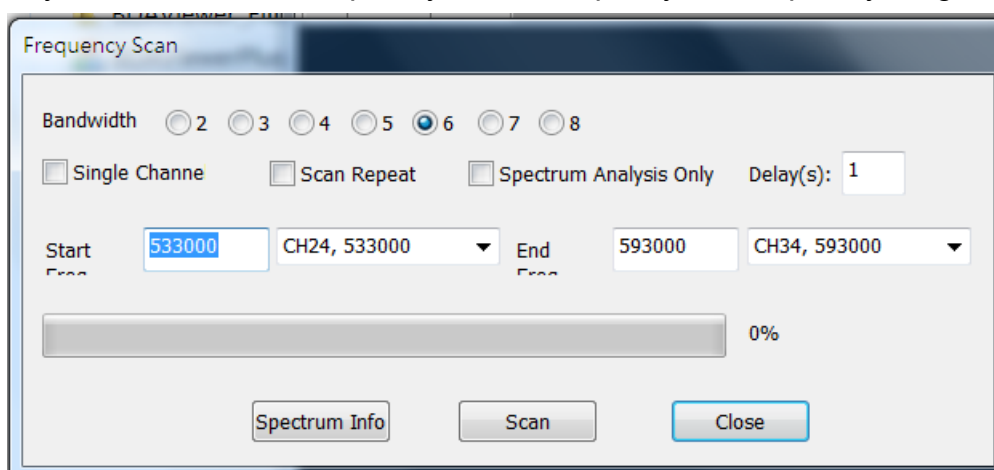 Frequency Scan
Bandwidth 2 3 4 5 6 7 8
Single Channe Scan Repeat Spectrum Analysis Only Delay(s): 1
Start 533000 CH24, 533000 End 593000 CH34, 593000
0%
Spectrum Info Scan Close